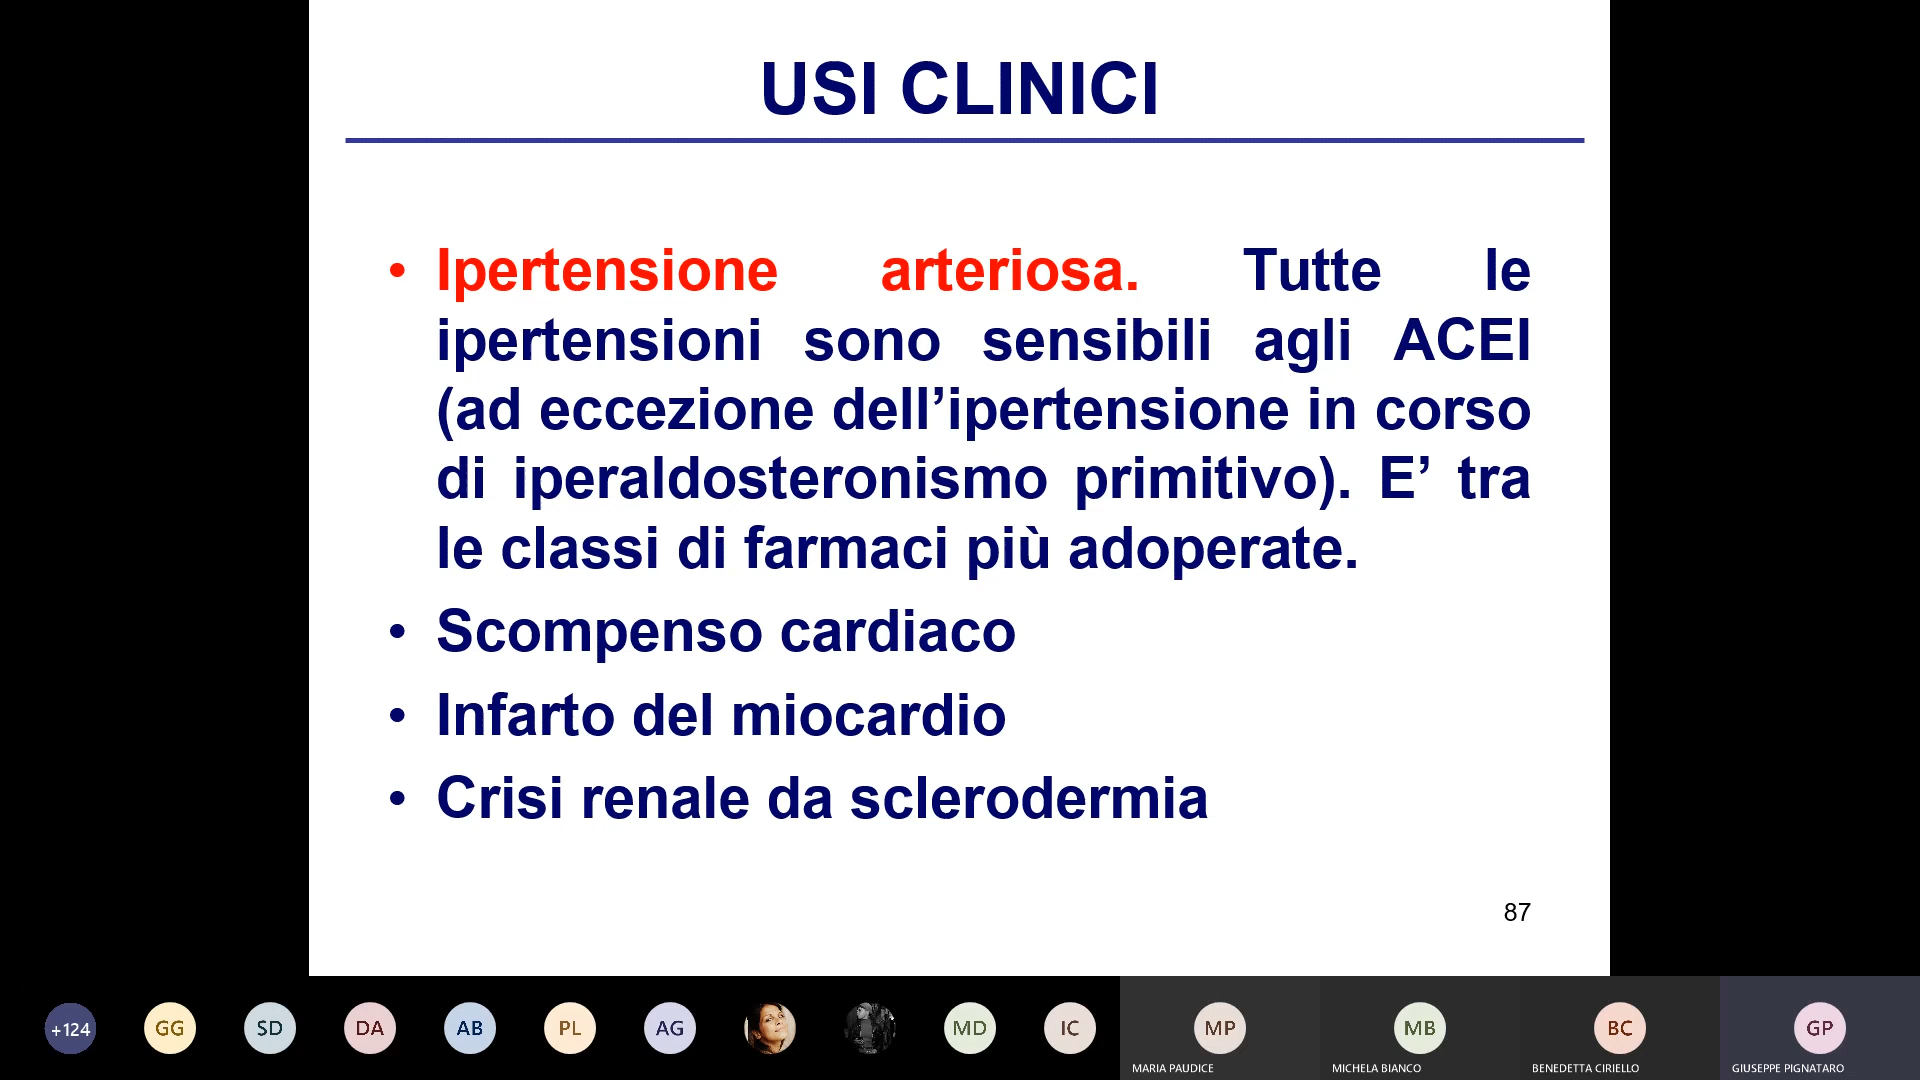 USI CLINICI
• Ipertensione arteriosa. Tutte le
ipertensioni sono sensibili agli ACEI
(ad eccezione dell’ipertensione in corso
di iperaldosteronismo primitivo). E’ tra
le classi di farmaci più adoperate.
• Scompenso cardiaco
• Infarto del miocardio
• Crisi renale da sclerodermia
87
+124 GG SD DA AB PL AG MD IC MP MB BC GP
MARIA PAUDICE MICHELA BIANCO BENEDETTA CIRIELLO GIUSEPPE PIGNATARO